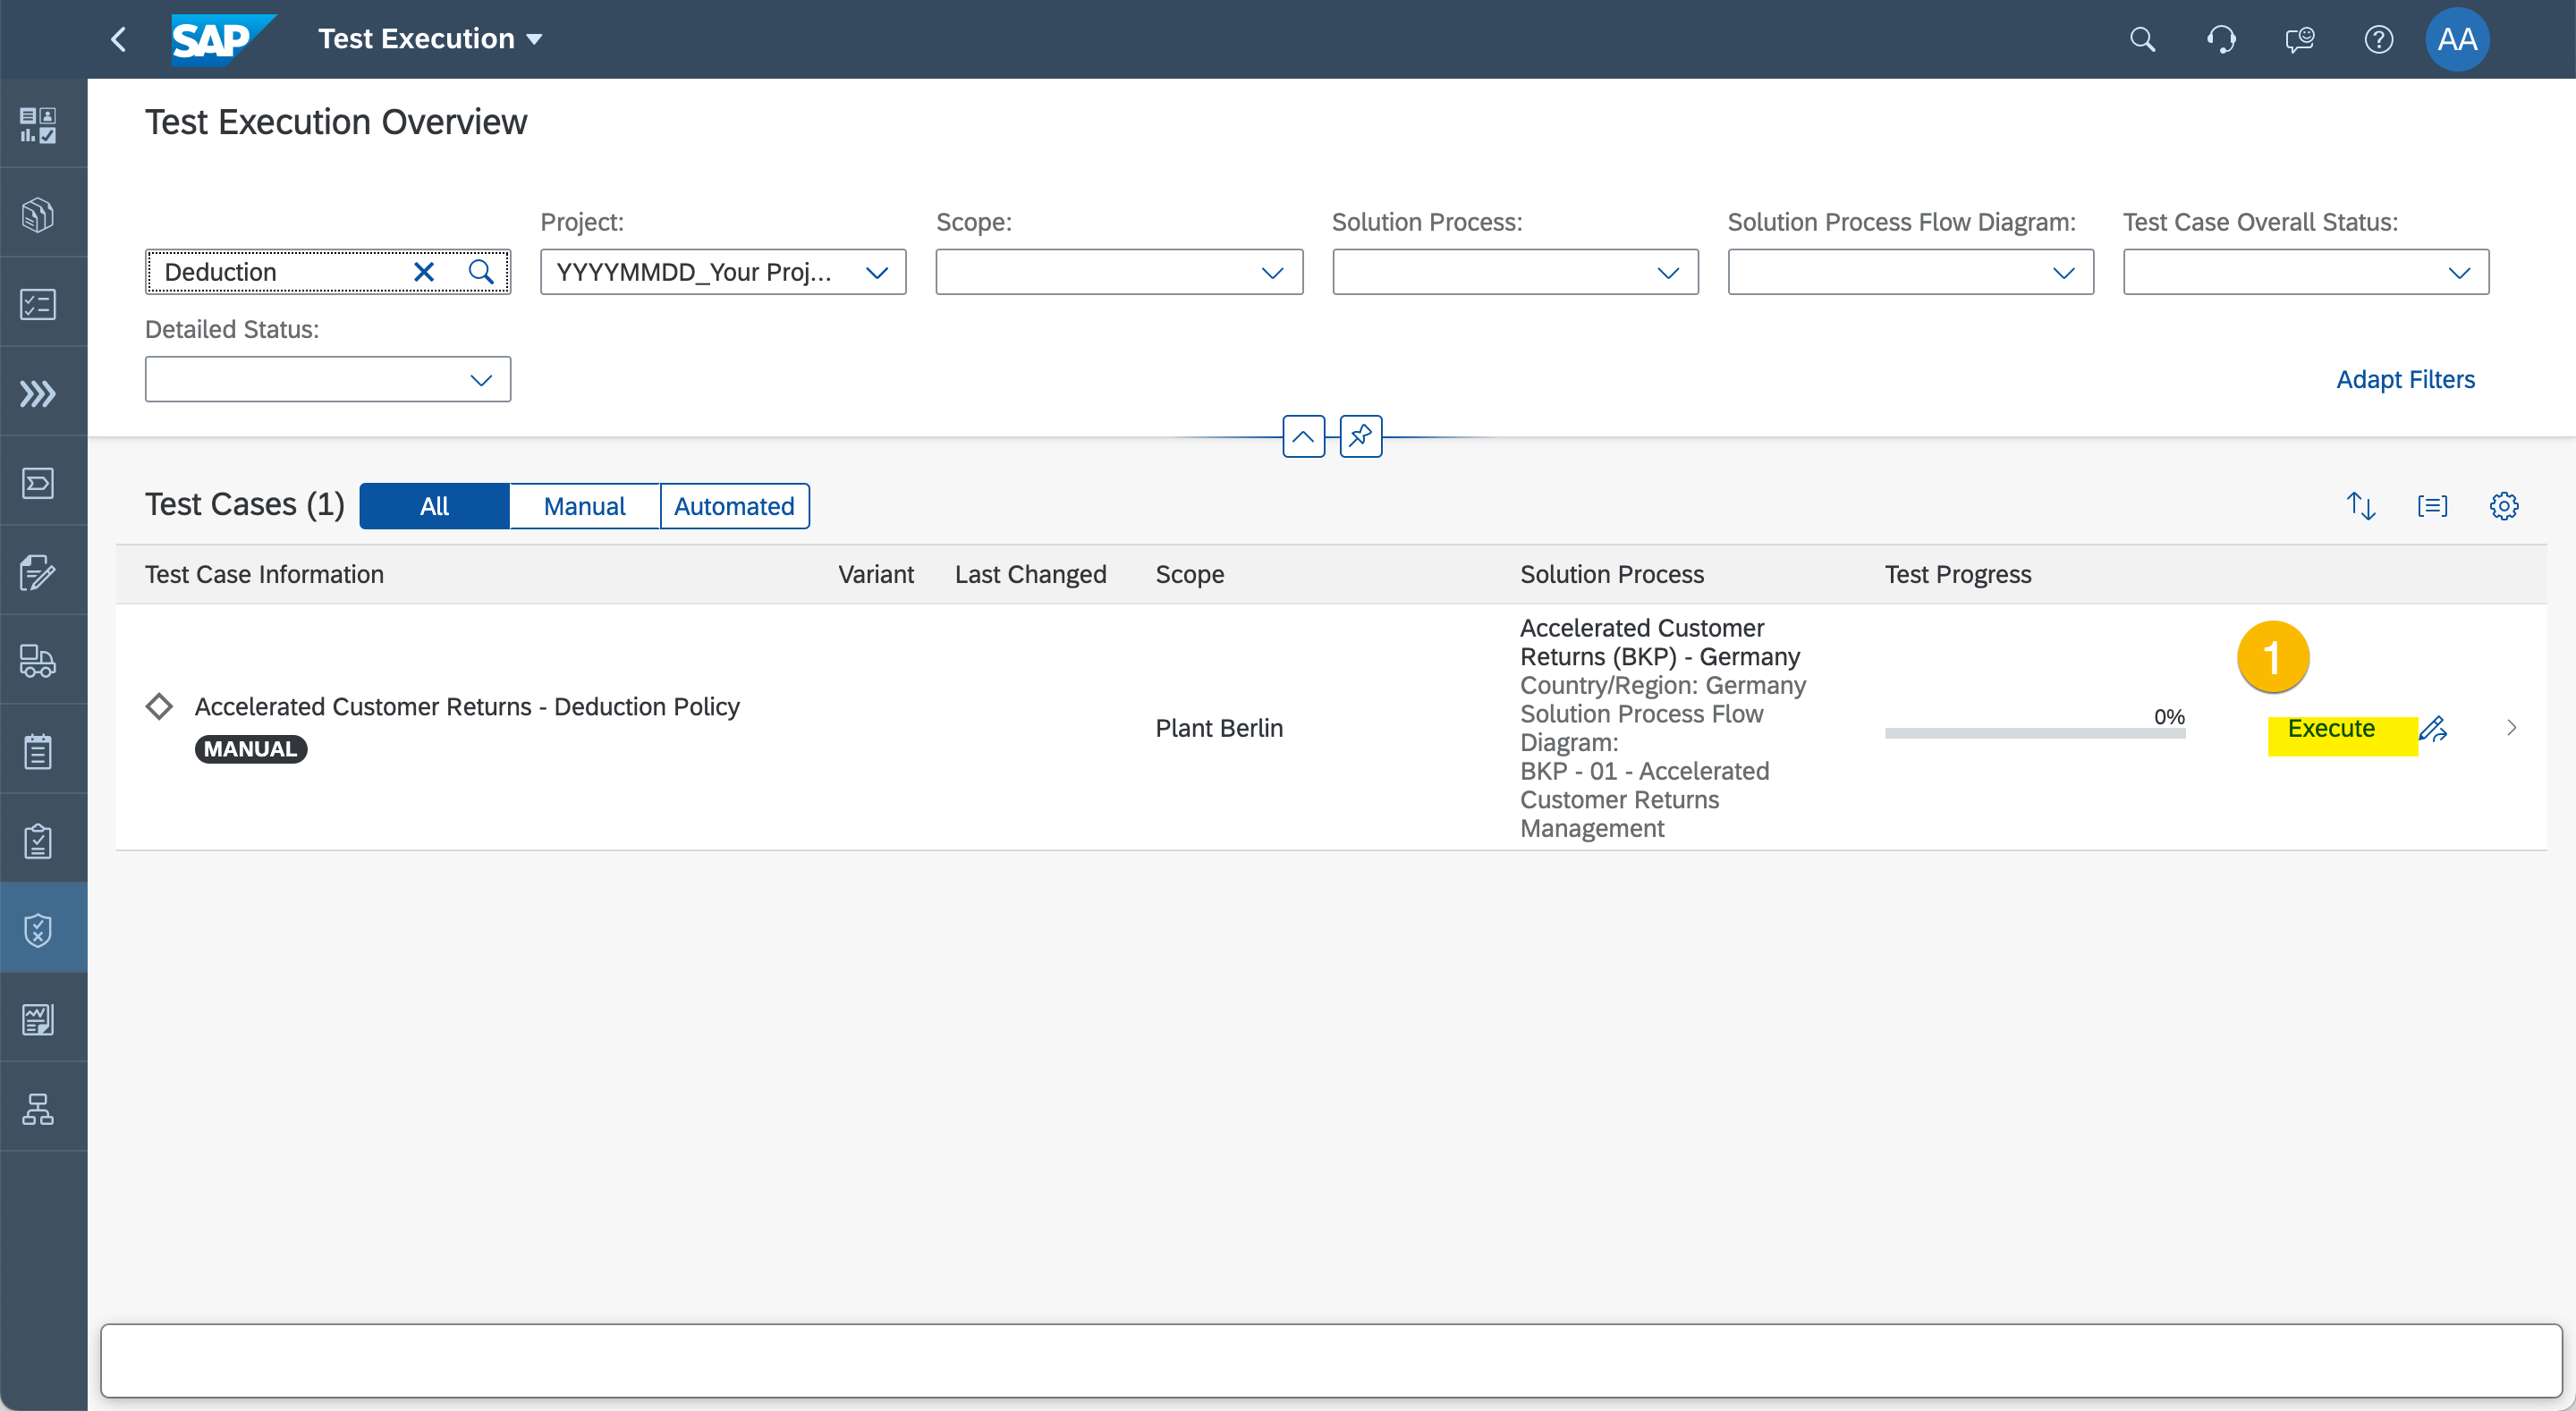 SAP Test Execution
AA
Test Execution Overview
Project: Scope: Solution Process: Solution Process Flow Diagram: Test Case Overall Status:
Deduction YYYYMMDD_Your Proj...
Detailed Status:
Adapt Filters
Test Cases (1) All Manual Automated
Test Case Information Variant Last Changed Scope Solution Process Test Progress
Accelerated Customer Returns - Deduction Policy
MANUAL
Plant Berlin
Accelerated Customer
Returns (BKP) - Germany
Country/Region: Germany
Solution Process Flow
Diagram:
BKP - 01 - Accelerated
Customer Returns
Management
0%
1
Execute